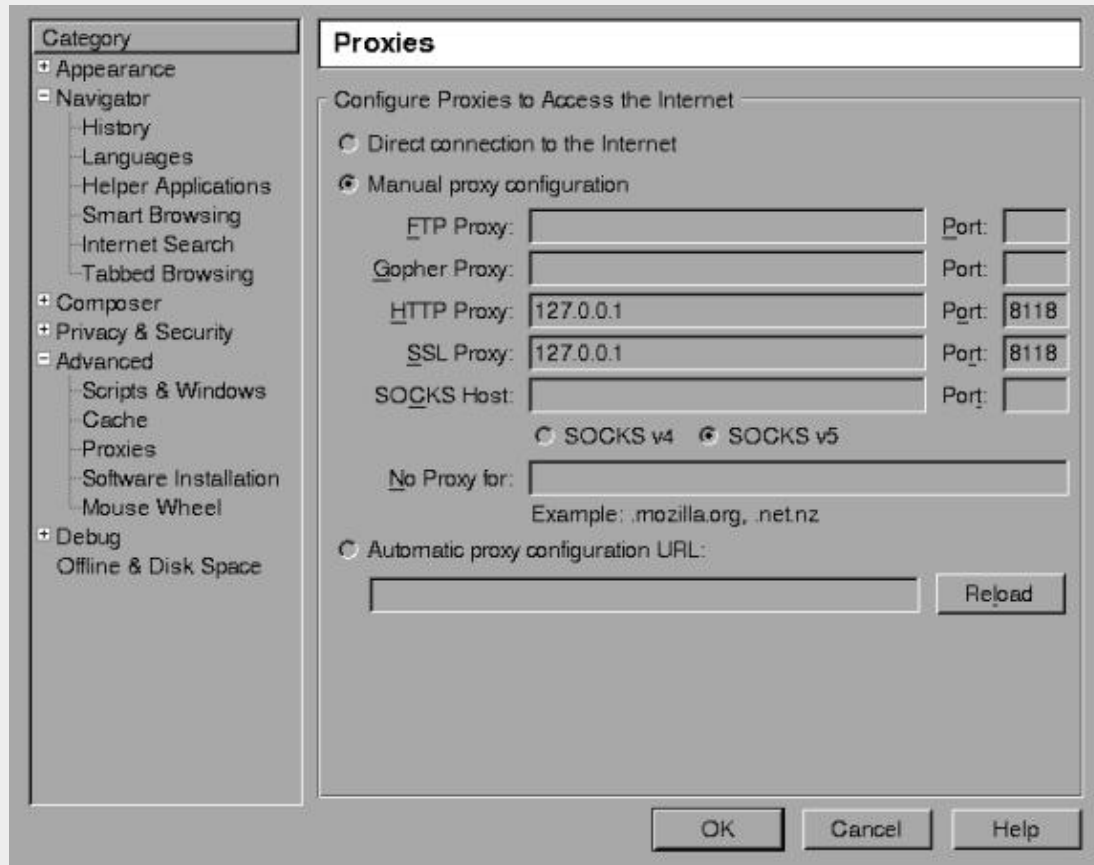 Category
Appearance
Navigator
History
Languages
Helper Applications
Smart Browsing
Internet Search
Tabbed Browsing
Composer
Privacy & Security
Advanced
Scripts & Windows
Cache
Proxies
Software Installation
Mouse Wheel
Debug
Offline & Disk Space
Proxies
Configure Proxies to Access the Internet
Direct connection to the Internet
Manual proxy configuration
FTP Proxy: Port:
Gopher Proxy: Port:
HTTP Proxy: 127.0.0.1 Port: 8118
SSL Proxy: 127.0.0.1 Port: 8118
SOCKS Host: Port:
SOCKS v4 SOCKS v5
No Proxy for:
Example: .mozilla.org, .net.nz
Automatic proxy configuration URL:
Reload
OK Cancel Help